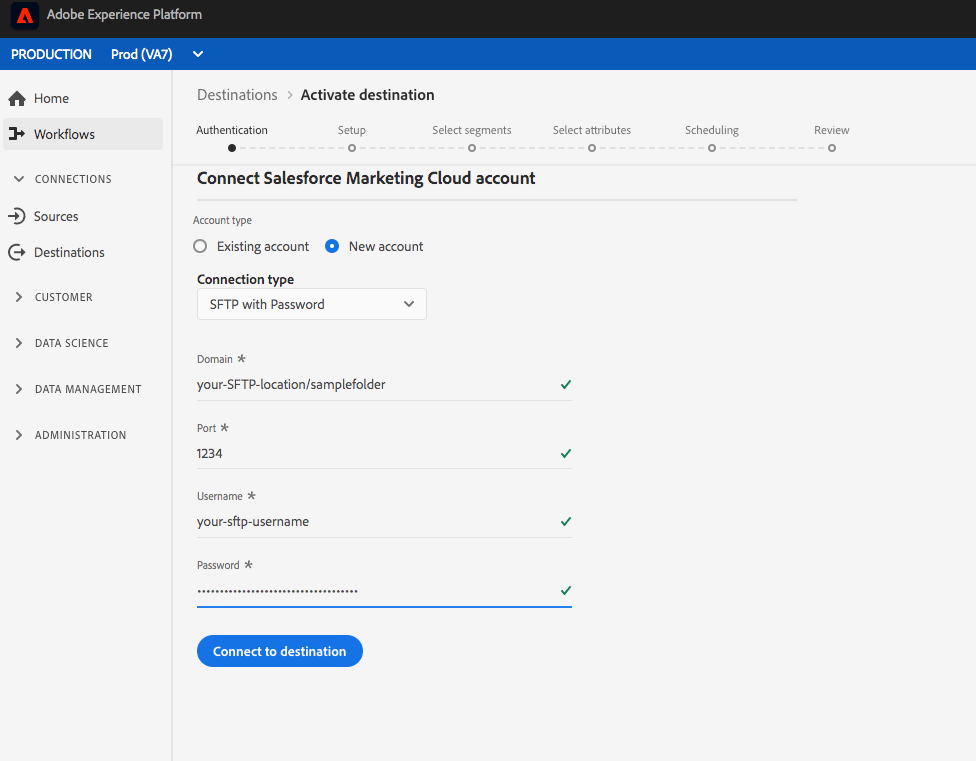 Adobe Experience Platform
PRODUCTION Prod (VA7)
Home
Workflows
CONNECTIONS
Sources
Destinations
CUSTOMER
DATA SCIENCE
DATA MANAGEMENT
ADMINISTRATION
Destinations > Activate destination
Authentication Setup Select segments Select attributes Scheduling Review
Connect Salesforce Marketing Cloud account
Account type
Existing account New account
Connection type
SFTP with Password
Domain *
your-SFTP-location/samplefolder
Port *
1234
Username *
your-sftp-username
Password *
••••••••••••••••••••••••••••••••••••
Connect to destination